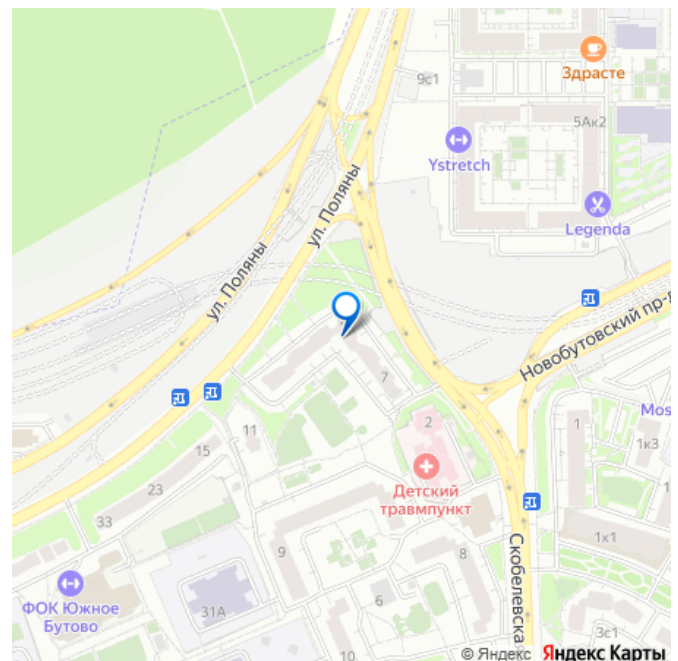 9с1
Здрасте
5Ак2
Ystretch
Legenda
ул. Поляны
ул. Поляны
Новобутовский пр-д
7
2
1
Mos
1к3
11
15
Детский
травмпункт
23
33
9
8
1к1
Скобелевская
ФОК Южное
Бутово
31А
6
3с1
10
© Яндекс Яндекс Карты